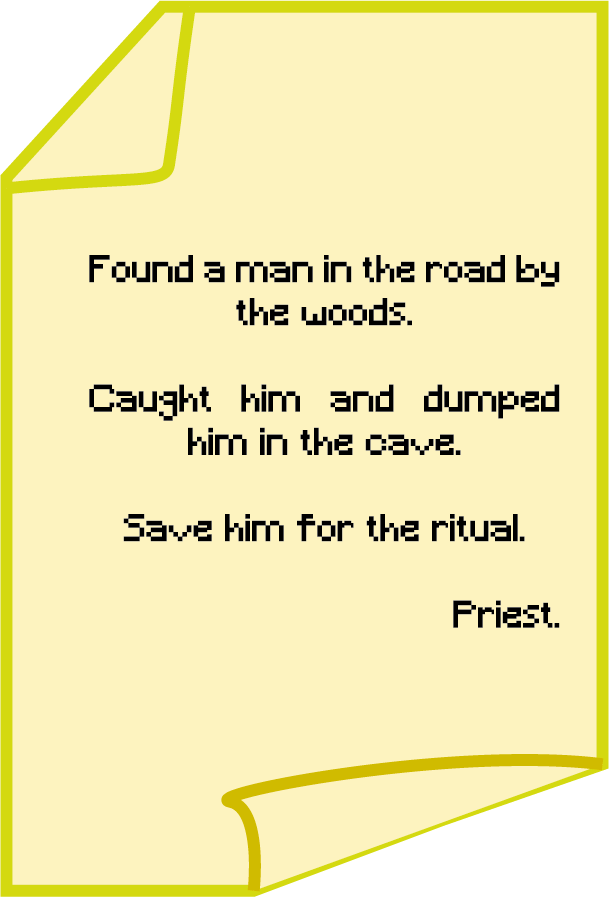 Found a man in the road by
the woods.
Caught him and dumped
him in the cave.
Save him for the ritual.
Priest.